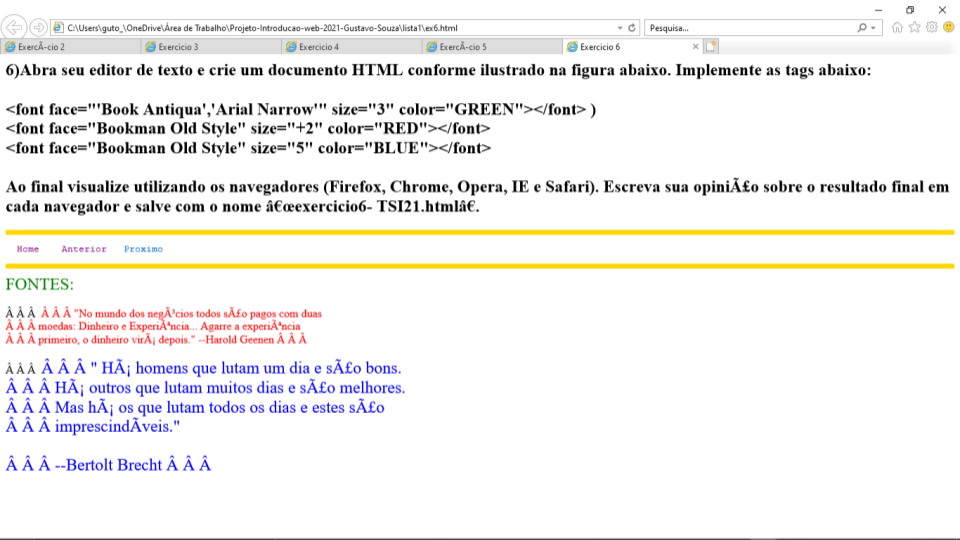 C:\Users\guto_\OneDrive\Área de Trabalho\Projeto-Introducao-web-2021-Gustavo-Souza\lista1\ex6.html
Pesquisa...
ExercÃ­cio 2
Exercicio 3
Exercicio 4
ExercÃ­cio 5
Exercicio 6
6)Abra seu editor de texto e crie um documento HTML conforme ilustrado na figura abaixo. Implemente as tags abaixo:
<font face="'Book Antiqua','Arial Narrow'" size="3" color="GREEN"></font> )
<font face="Bookman Old Style" size="+2" color="RED"></font>
<font face="Bookman Old Style" size="5" color="BLUE"></font>
Ao final visualize utilizando os navegadores (Firefox, Chrome, Opera, IE e Safari). Escreva sua opiniÃ£o sobre o resultado final em
cada navegador e salve com o nome â€œexercicio6- TSI21.htmlâ€.
Home Anterior Proximo
FONTES:
Â Â Â Â Â Â "No mundo dos negÃ³cios todos sÃ£o pagos com duas
Â Â Â moedas: Dinheiro e ExperiÃªncia... Agarre a experiÃªncia
Â Â Â primeiro, o dinheiro virÃ¡ depois." --Harold Geenen Â Â Â
Â Â Â Â Â Â " HÃ¡ homens que lutam um dia e sÃ£o bons.
Â Â Â HÃ¡ outros que lutam muitos dias e sÃ£o melhores.
Â Â Â Mas hÃ¡ os que lutam todos os dias e estes sÃ£o
Â Â Â imprescindÃ­veis."
Â Â Â --Bertolt Brecht Â Â Â